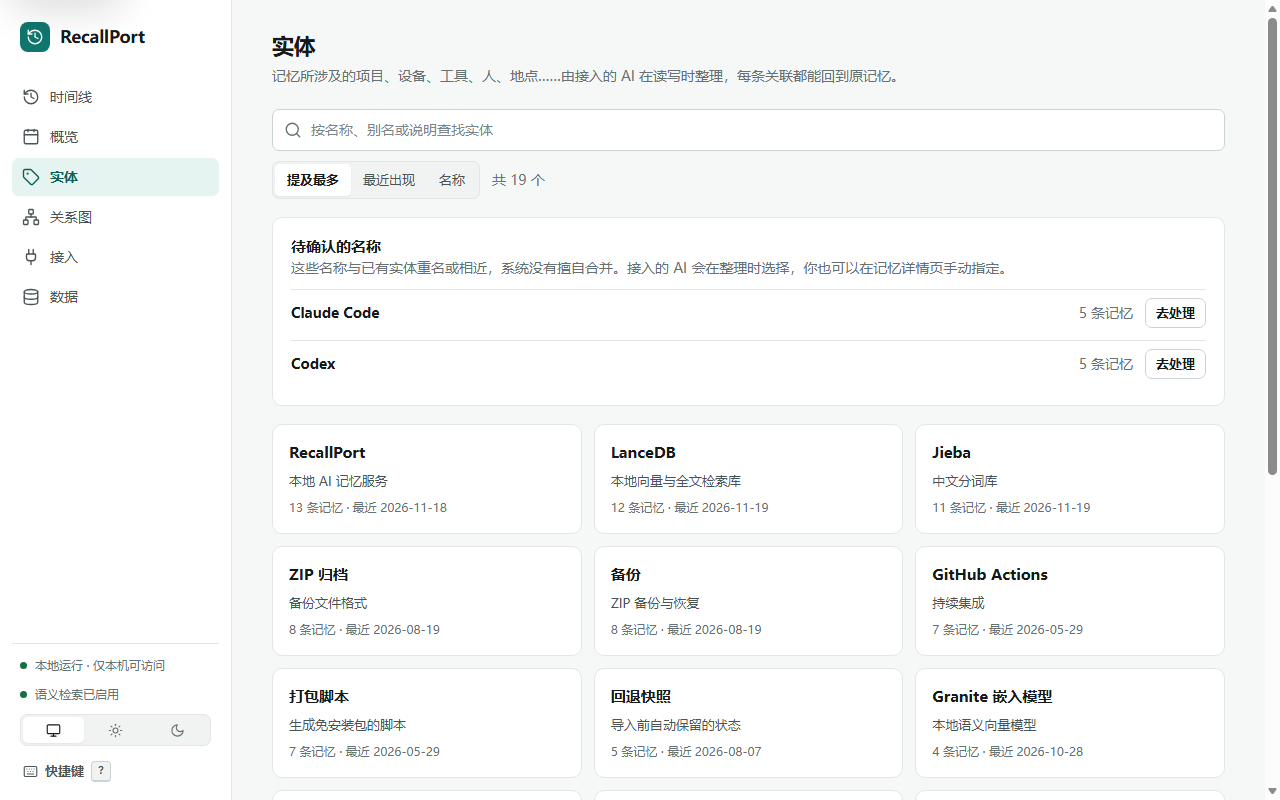 RecallPort
时间线
概览
实体
关系图
接入
数据
本地运行 · 仅本机可访问
语义检索已启用
快捷键 ?
实体
记忆所涉及的项目、设备、工具、人、地点……由接入的 AI 在读写时整理，每条关联都能回到原记忆。
按名称、别名或说明查找实体
提及最多 最近出现 名称 共 19 个
待确认的名称
这些名称与已有实体重名或相近，系统没有擅自合并。接入的 AI 会在整理时选择，你也可以在记忆详情页手动指定。
Claude Code 5 条记忆 去处理
Codex 5 条记忆 去处理
RecallPort
本地 AI 记忆服务
13 条记忆 · 最近 2026-11-18
LanceDB
本地向量与全文检索库
12 条记忆 · 最近 2026-11-19
Jieba
中文分词库
11 条记忆 · 最近 2026-11-19
ZIP 归档
备份文件格式
8 条记忆 · 最近 2026-08-19
备份
ZIP 备份与恢复
8 条记忆 · 最近 2026-08-19
GitHub Actions
持续集成
7 条记忆 · 最近 2026-05-29
打包脚本
生成免安装包的脚本
7 条记忆 · 最近 2026-05-29
回退快照
导入前自动保留的状态
5 条记忆 · 最近 2026-08-07
Granite 嵌入模型
本地语义向量模型
4 条记忆 · 最近 2026-10-28